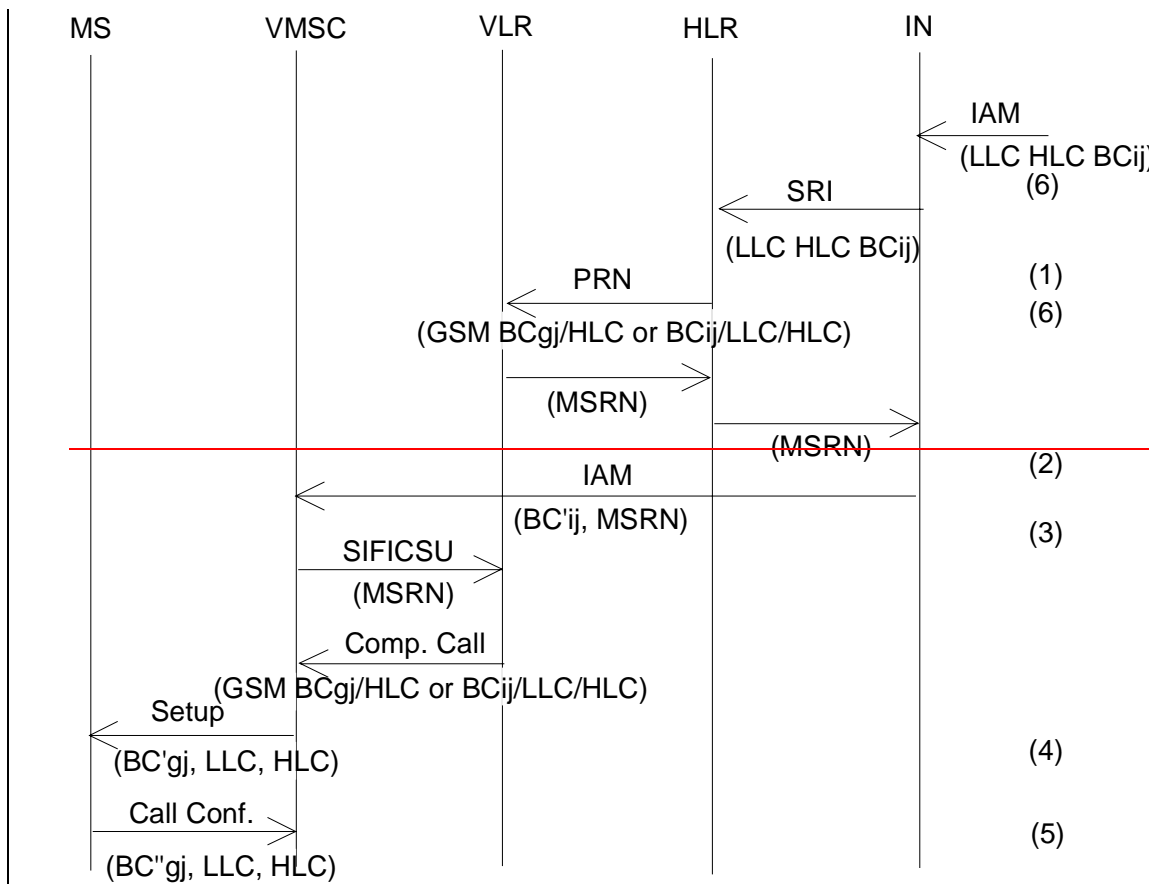 MS VMSC VLR HLR IN
IAM
(LLC HLC BCij)
(6)
SRI
(LLC HLC BCij)
(1)
PRN
(6)
(GSM BCgj/HLC or BCij/LLC/HLC)
(MSRN)
(MSRN)
(2)
IAM
(BC'ij, MSRN)
(3)
SIFICSU
(MSRN)
Comp. Call
(GSM BCgj/HLC or BCij/LLC/HLC)
Setup
(BC'gj, LLC, HLC)
(4)
Call Conf.
(5)
(BC"gj, LLC, HLC)